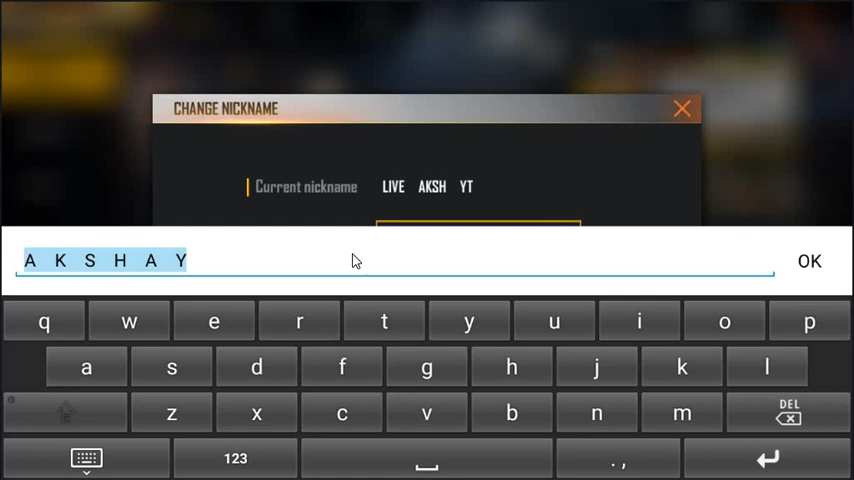 CHANGE NICKNAME
Current nickname LIVE AKSH YT
A K S H A Y OK
q w e r t y u i o p
a s d f g h j k l
z x c v b n m DEL
123 . ,